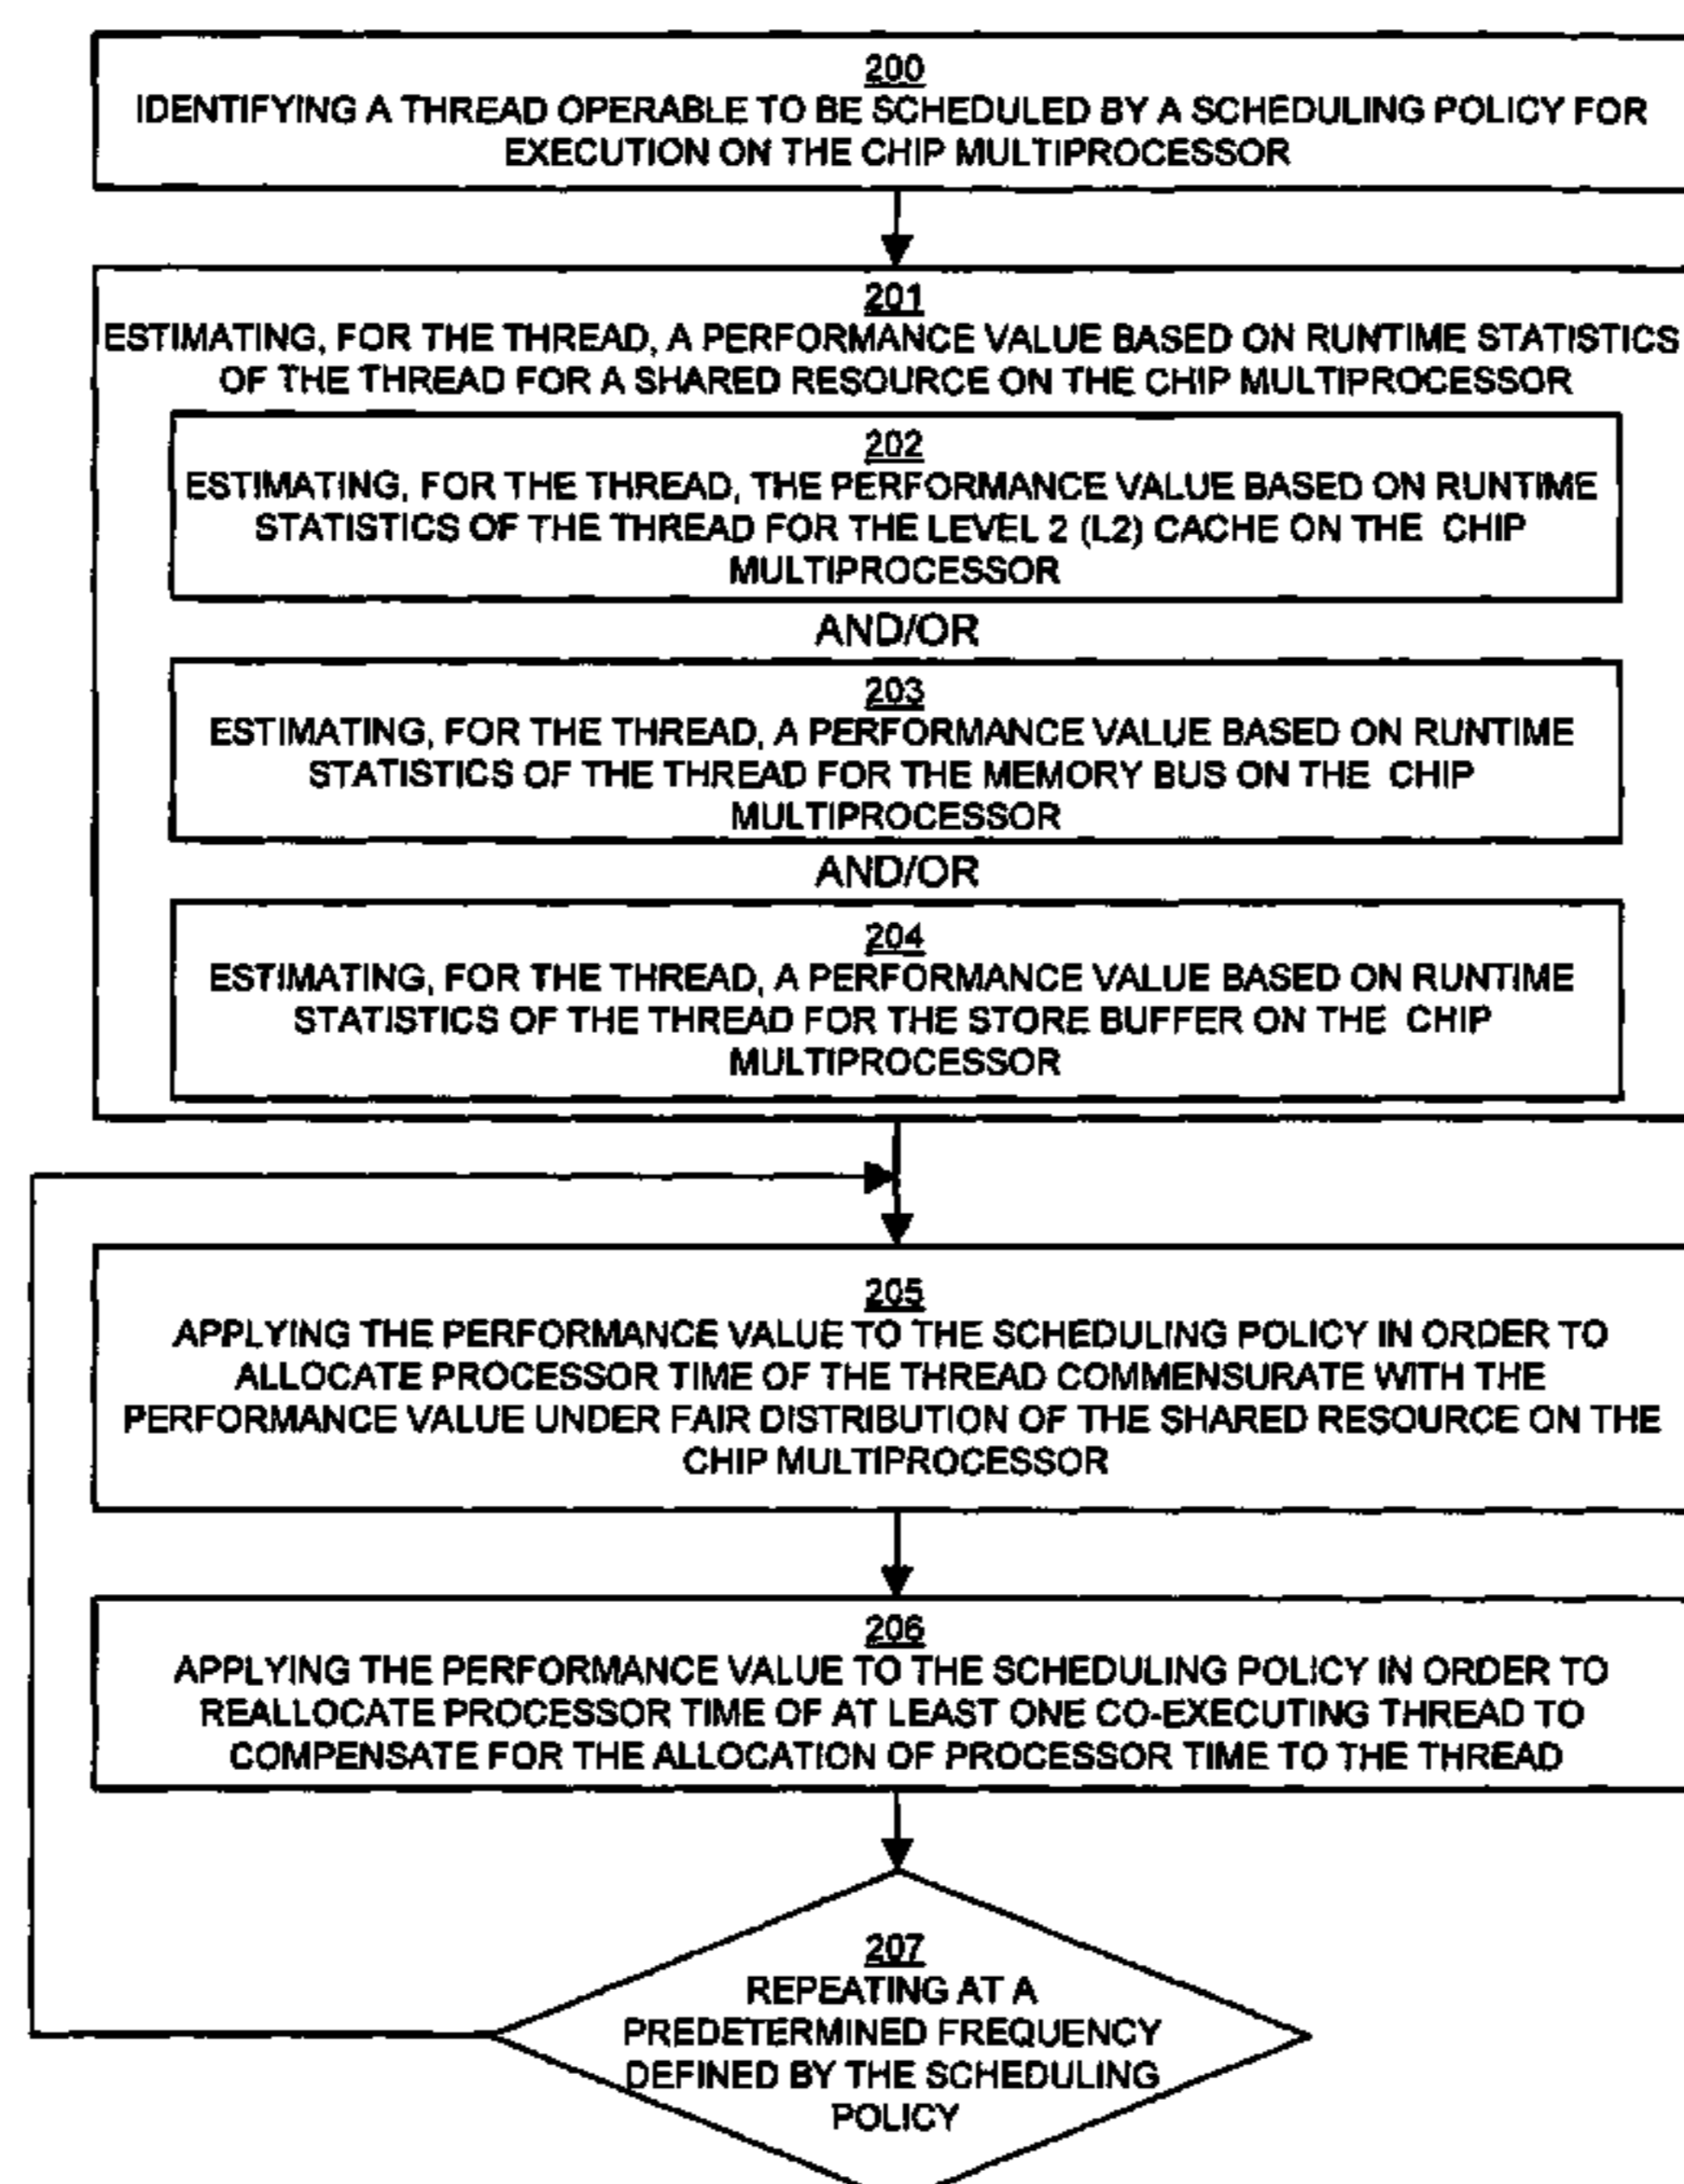 200
IDENTIFYING A THREAD OPERABLE TO BE SCHEDULED BY A SCHEDULING POLICY FOR
EXECUTION ON THE CHIP MULTIPROCESSOR
201
ESTIMATING, FOR THE THREAD, A PERFORMANCE VALUE BASED ON RUNTIME STATISTICS
OF THE THREAD FOR A SHARED RESOURCE ON THE CHIP MULTIPROCESSOR
202
ESTIMATING, FOR THE THREAD, THE PERFORMANCE VALUE BASED ON RUNTIME
STATISTICS OF THE THREAD FOR THE LEVEL 2 (L2) CACHE ON THE CHIP
MULTIPROCESSOR
AND/OR
203
ESTIMATING, FOR THE THREAD, A PERFORMANCE VALUE BASED ON RUNTIME
STATISTICS OF THE THREAD FOR THE MEMORY BUS ON THE CHIP
MULTIPROCESSOR
AND/OR
204
ESTIMATING, FOR THE THREAD, A PERFORMANCE VALUE BASED ON RUNTIME
STATISTICS OF THE THREAD FOR THE STORE BUFFER ON THE CHIP
MULTIPROCESSOR
205
APPLYING THE PERFORMANCE VALUE TO THE SCHEDULING POLICY IN ORDER TO
ALLOCATE PROCESSOR TIME OF THE THREAD COMMENSURATE WITH THE
PERFORMANCE VALUE UNDER FAIR DISTRIBUTION OF THE SHARED RESOURCE ON THE
CHIP MULTIPROCESSOR
206
APPLYING THE PERFORMANCE VALUE TO THE SCHEDULING POLICY IN ORDER TO
REALLOCATE PROCESSOR TIME OF AT LEAST ONE CO-EXECUTING THREAD TO
COMPENSATE FOR THE ALLOCATION OF PROCESSOR TIME TO THE THREAD
207
REPEATING AT A
PREDETERMINED FREQUENCY
DEFINED BY THE SCHEDULING
POLICY